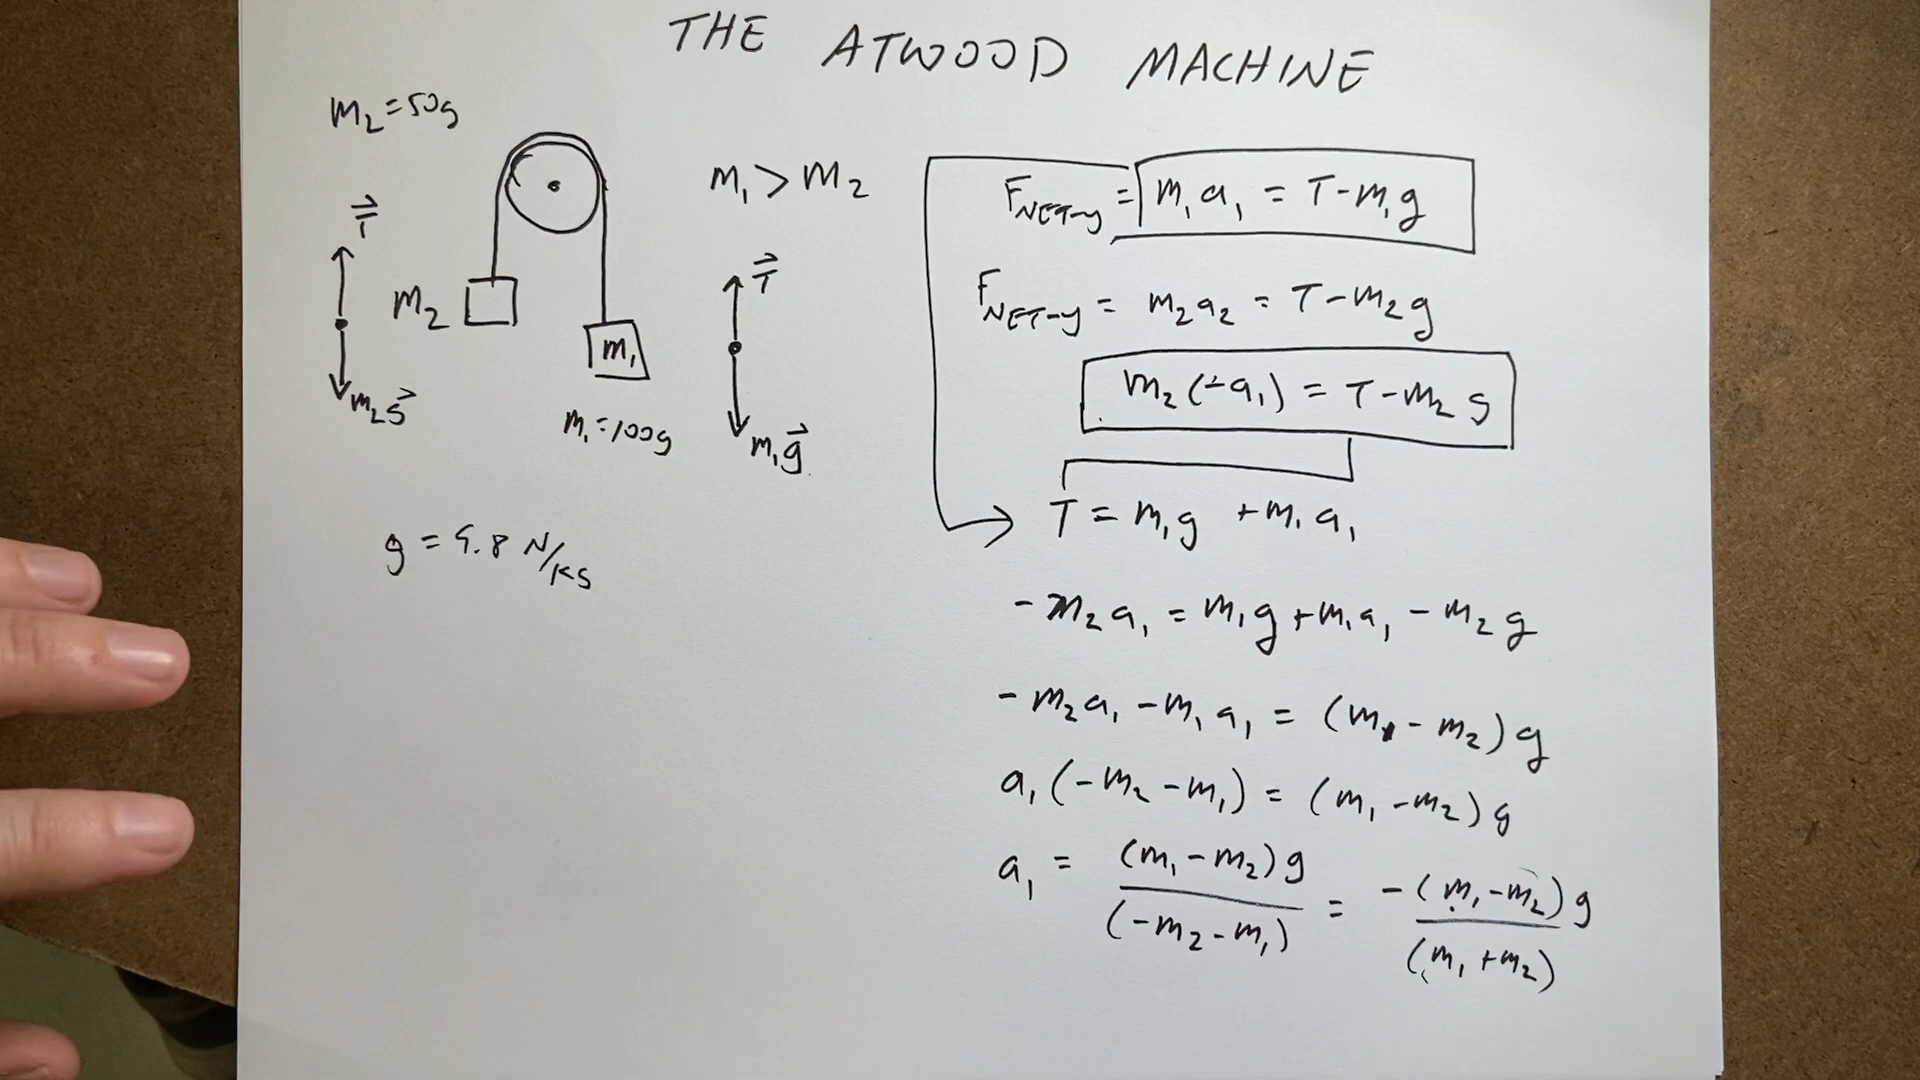 THE ATWOOD MACHINE
m₂ = 50g
m₁ > m₂
T⃗
m₂
m₂g⃗
m₁
m₁ = 100g
T⃗
m₁g⃗
g = 9.8 N/kg
F_NET-y = m₁a₁ = T - m₁g
F_NET-y = m₂a₂ = T - m₂g
m₂(-a₁) = T - m₂g
T = m₁g + m₁a₁
-m₂a₁ = m₁g + m₁a₁ - m₂g
-m₂a₁ - m₁a₁ = (m₁ - m₂)g
a₁(-m₂ - m₁) = (m₁ - m₂)g
a₁ = (m₁ - m₂)g / (-m₂ - m₁) = -(m₁ - m₂)g / (m₁ + m₂)